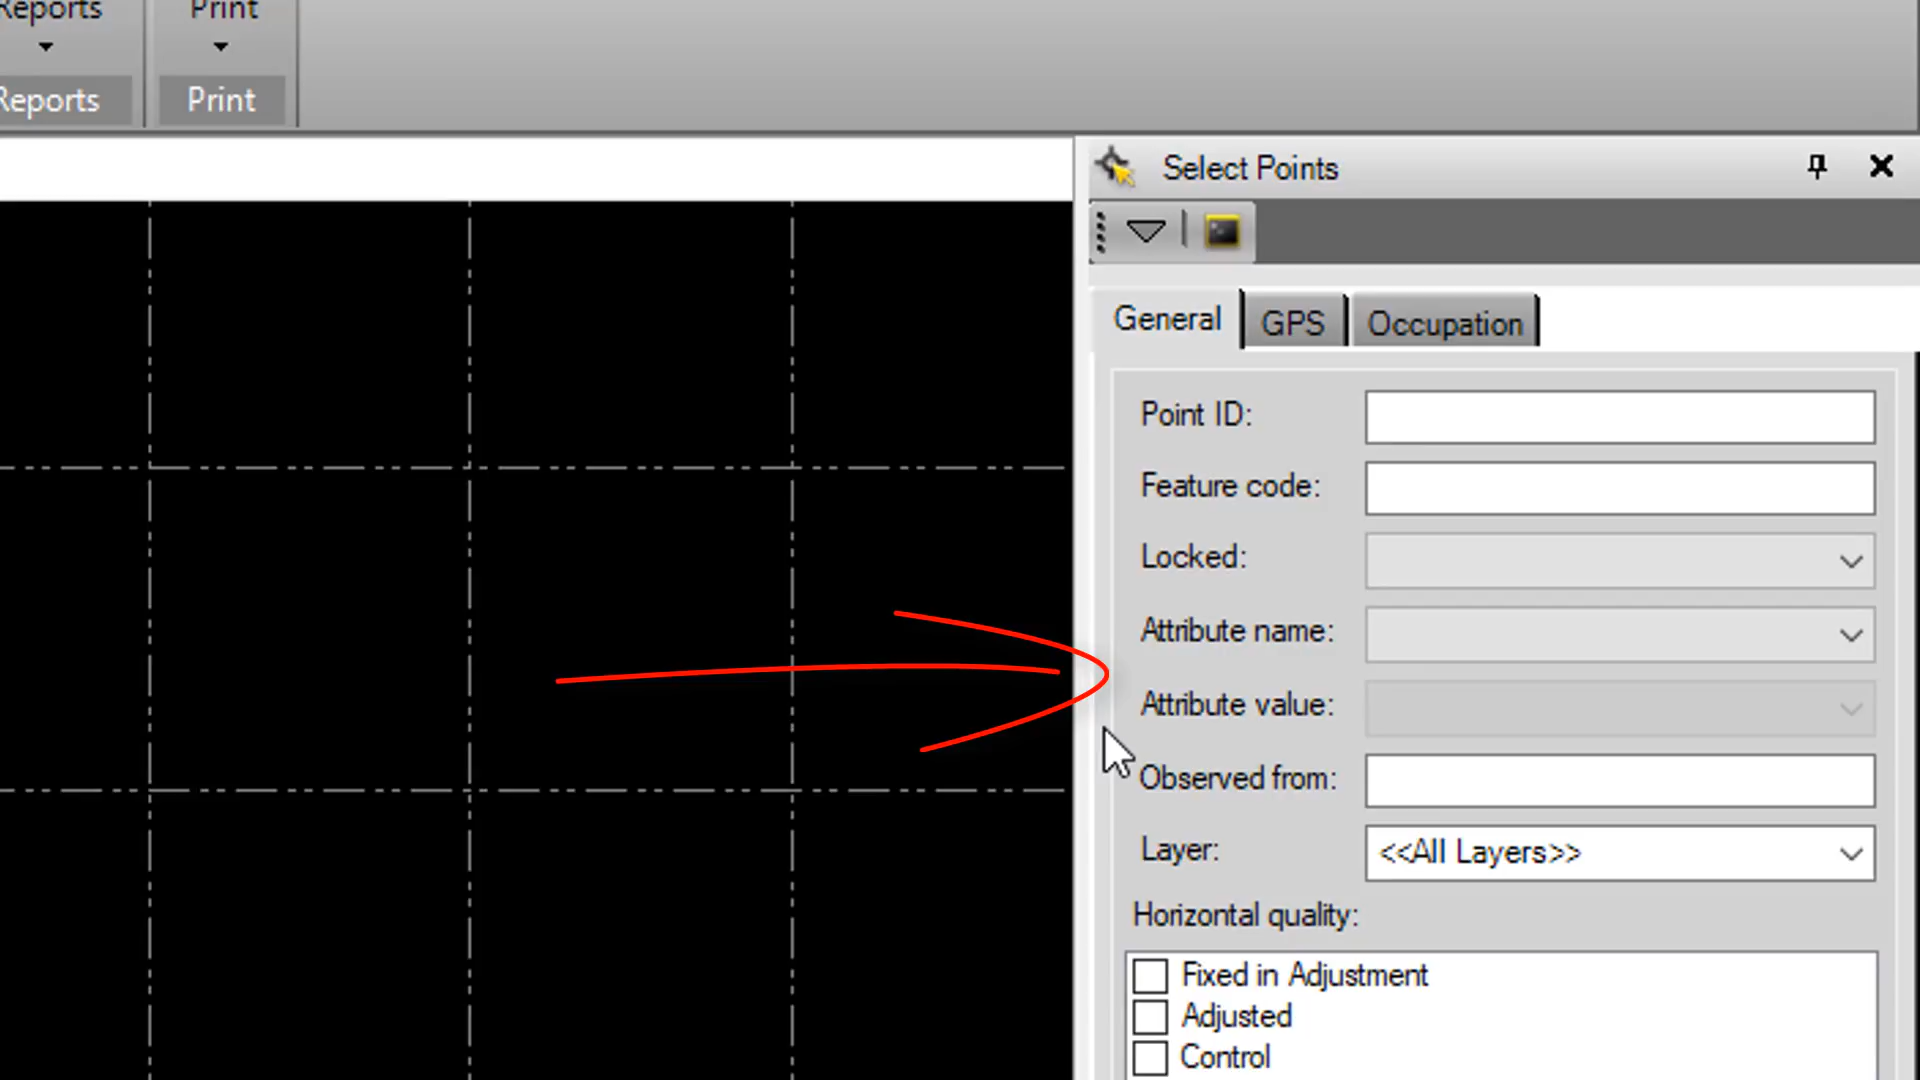 Reports
Print
Reports
Print
Select Points
General
GPS
Occupation
Point ID:
Feature code:
Locked:
Attribute name:
Attribute value:
Observed from:
Layer:
<<All Layers>>
Horizontal quality:
Fixed in Adjustment
Adjusted
Control